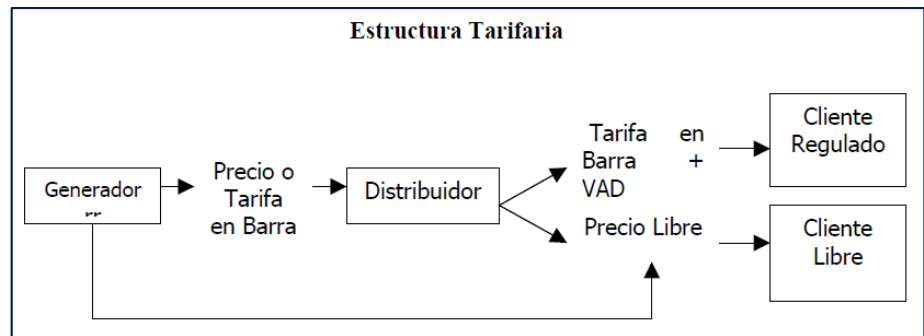 Estructura Tarifaria
Generador
Precio o
Tarifa
en Barra
Distribuidor
Tarifa en
Barra +
VAD
Precio Libre
Cliente
Regulado
Cliente
Libre